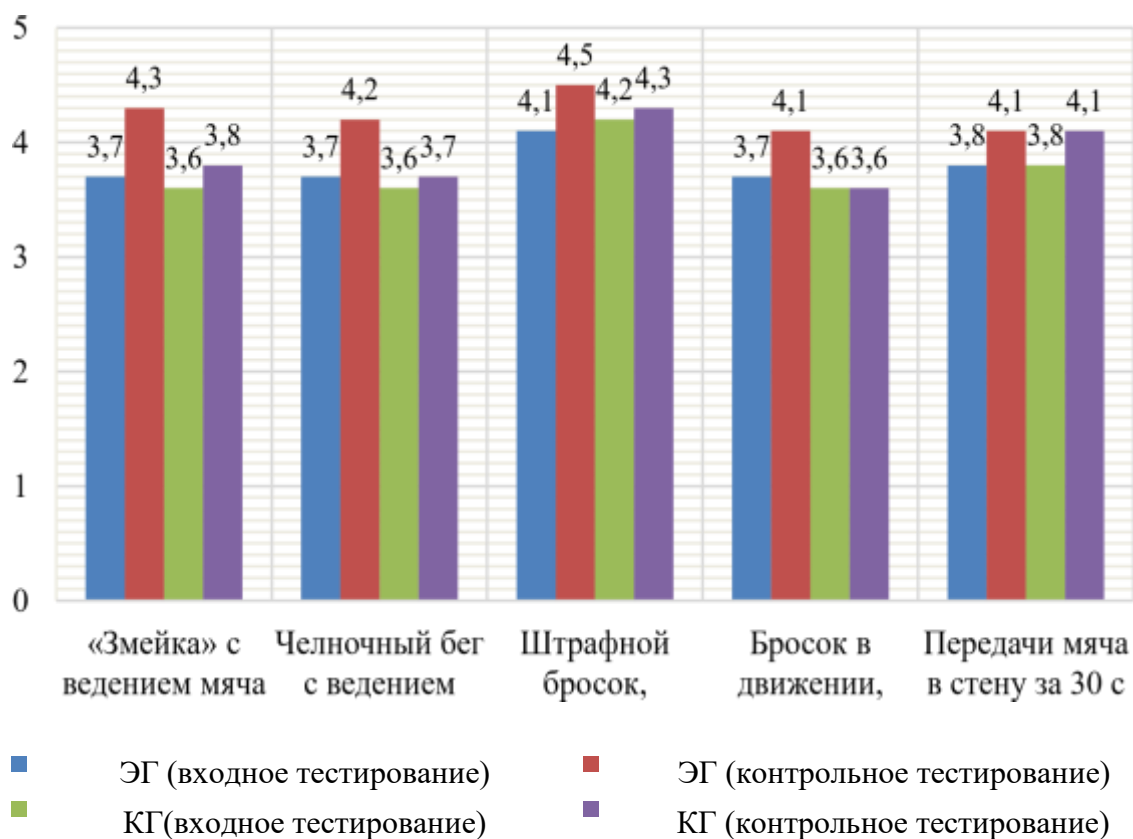 5
4,5
4,3
4,2
4,2
4,3
4,1
4,1
4,1
4,1
4
3,7
3,6
3,8
3,7
3,6
3,7
3,7
3,6
3,6
3,8
3,8
3
2
1
0
«Змейка» с
ведением мяча
Челночный бег
с ведением
Штрафной
бросок,
Бросок в
движении,
Передачи мяча
в стену за 30 с
ЭГ (входное тестирование)
ЭГ (контрольное тестирование)
КГ(входное тестирование)
КГ (контрольное тестирование)